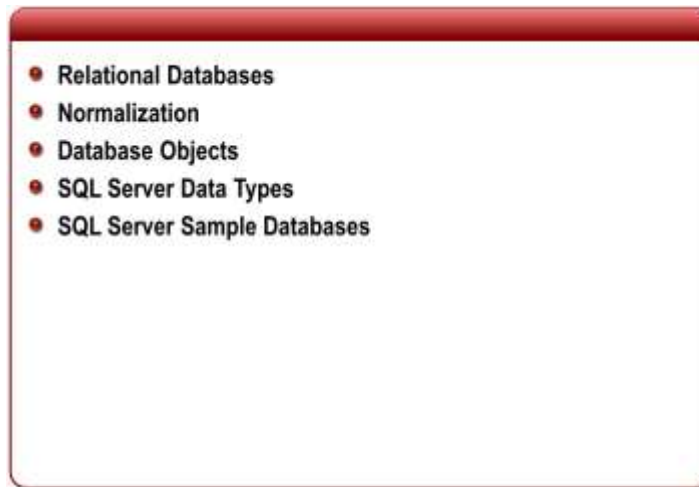 Relational Databases
Normalization
Database Objects
SQL Server Data Types
SQL Server Sample Databases